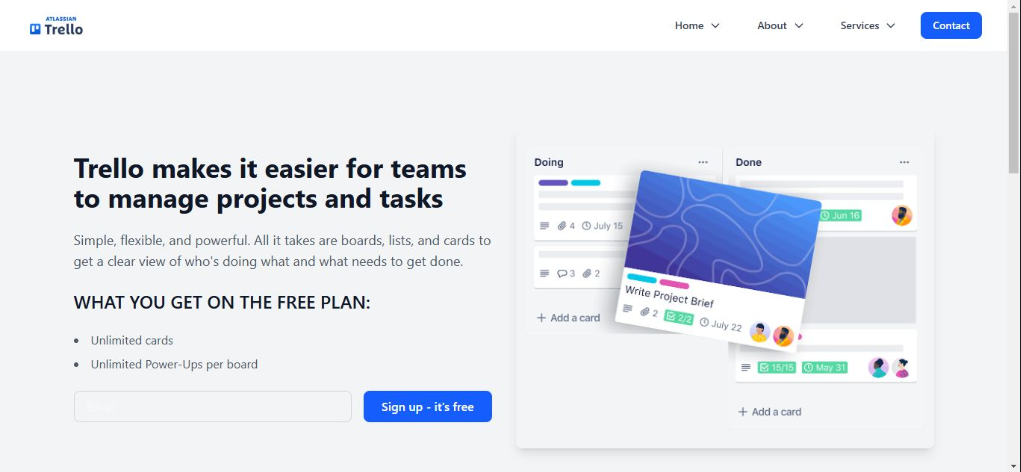 ATLASSIAN
Trello
Home
About
Services
Contact
Trello makes it easier for teams
to manage projects and tasks
Simple, flexible, and powerful. All it takes are boards, lists, and cards to
get a clear view of who's doing what and what needs to get done.
WHAT YOU GET ON THE FREE PLAN:
• Unlimited cards
• Unlimited Power-Ups per board
Sign up - it's free
Doing
4 July 15
3 2
+ Add a card
Write Project Brief
2 2/2 July 22
Done
Jun 16
15/15 May 31
+ Add a card